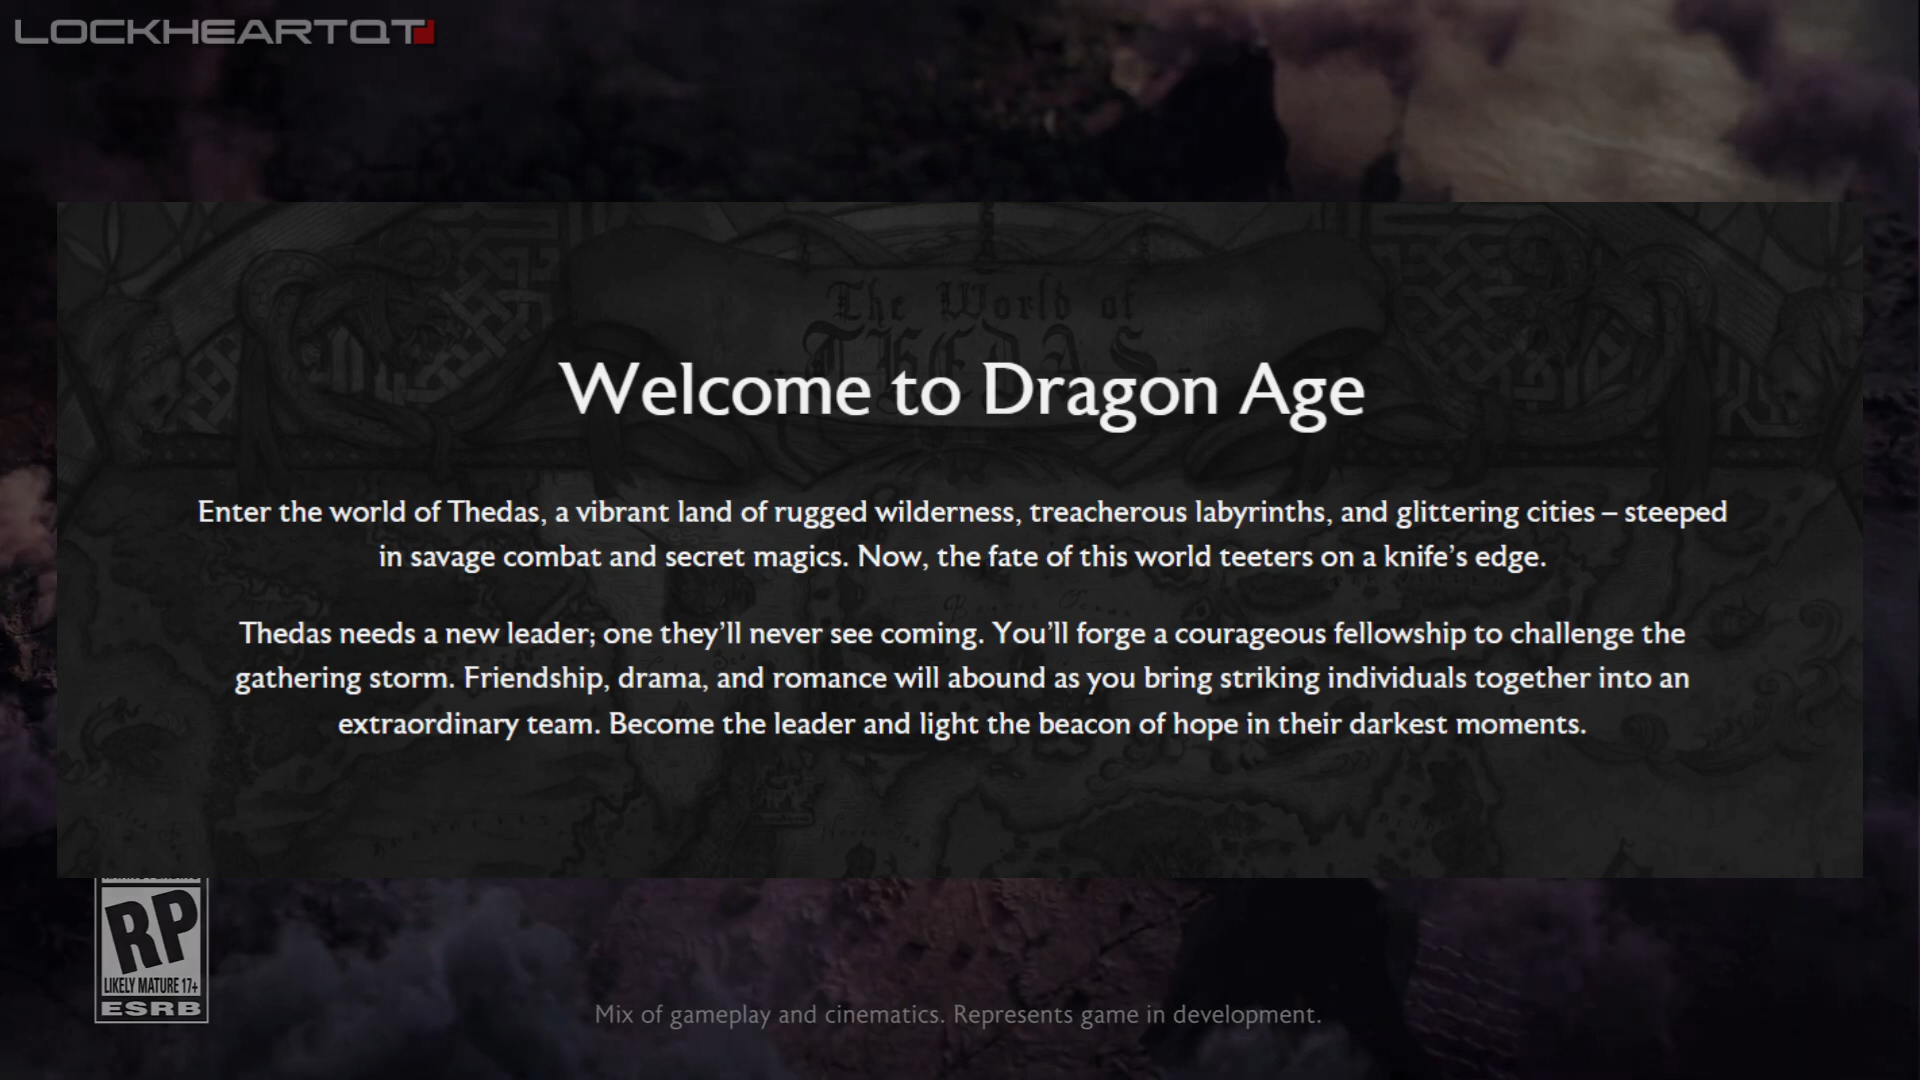 LOCKHEARTQT
The World of
THEDAS
Welcome to Dragon Age
Enter the world of Thedas, a vibrant land of rugged wilderness, treacherous labyrinths, and glittering cities – steeped
in savage combat and secret magics. Now, the fate of this world teeters on a knife’s edge.
Thedas needs a new leader; one they’ll never see coming. You’ll forge a courageous fellowship to challenge the
gathering storm. Friendship, drama, and romance will abound as you bring striking individuals together into an
extraordinary team. Become the leader and light the beacon of hope in their darkest moments.
RP
LIKELY MATURE 17+
ESRB
Mix of gameplay and cinematics. Represents game in development.